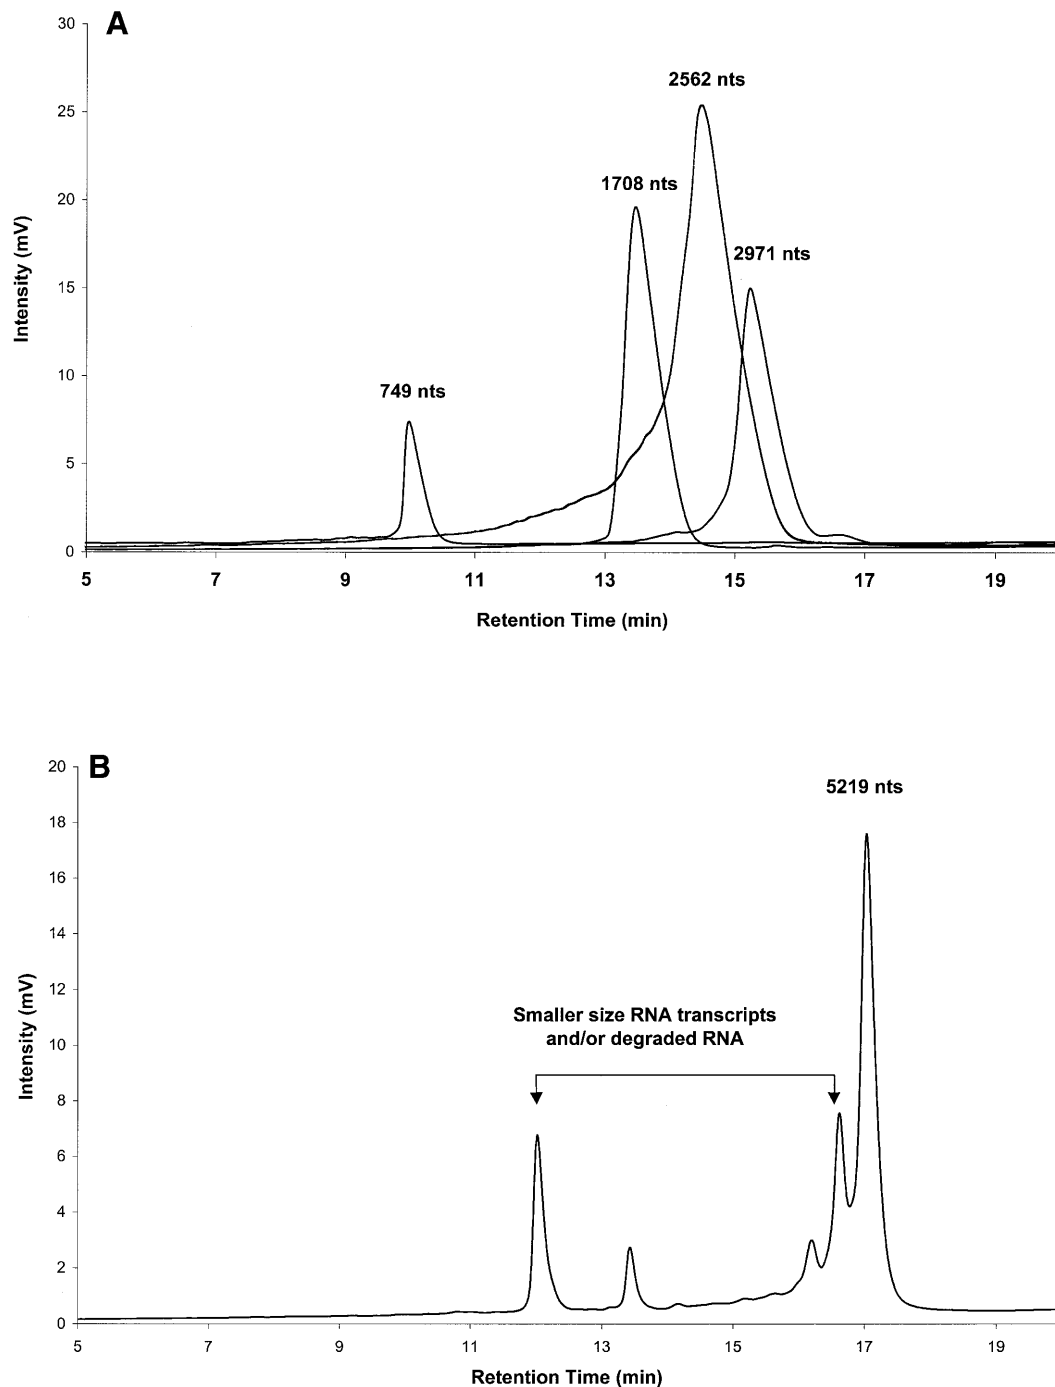 A
30
25
20
15
10
5
0
Intensity (mV)
2562 nts
1708 nts
2971 nts
749 nts
5 7 9 11 13 15 17 19
Retention Time (min)
B
20
18
16
14
12
10
8
6
4
2
0
Intensity (mV)
5219 nts
Smaller size RNA transcripts
and/or degraded RNA
5 7 9 11 13 15 17 19
Retention Time (min)